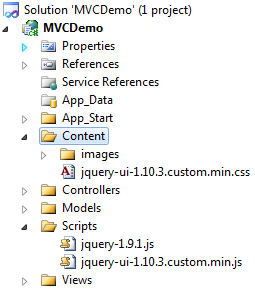 Solution 'MVCDemo' (1 project)
MVCDemo
Properties
References
Service References
App_Data
App_Start
Content
images
jquery-ui-1.10.3.custom.min.css
Controllers
Models
Scripts
jquery-1.9.1.js
jquery-ui-1.10.3.custom.min.js
Views